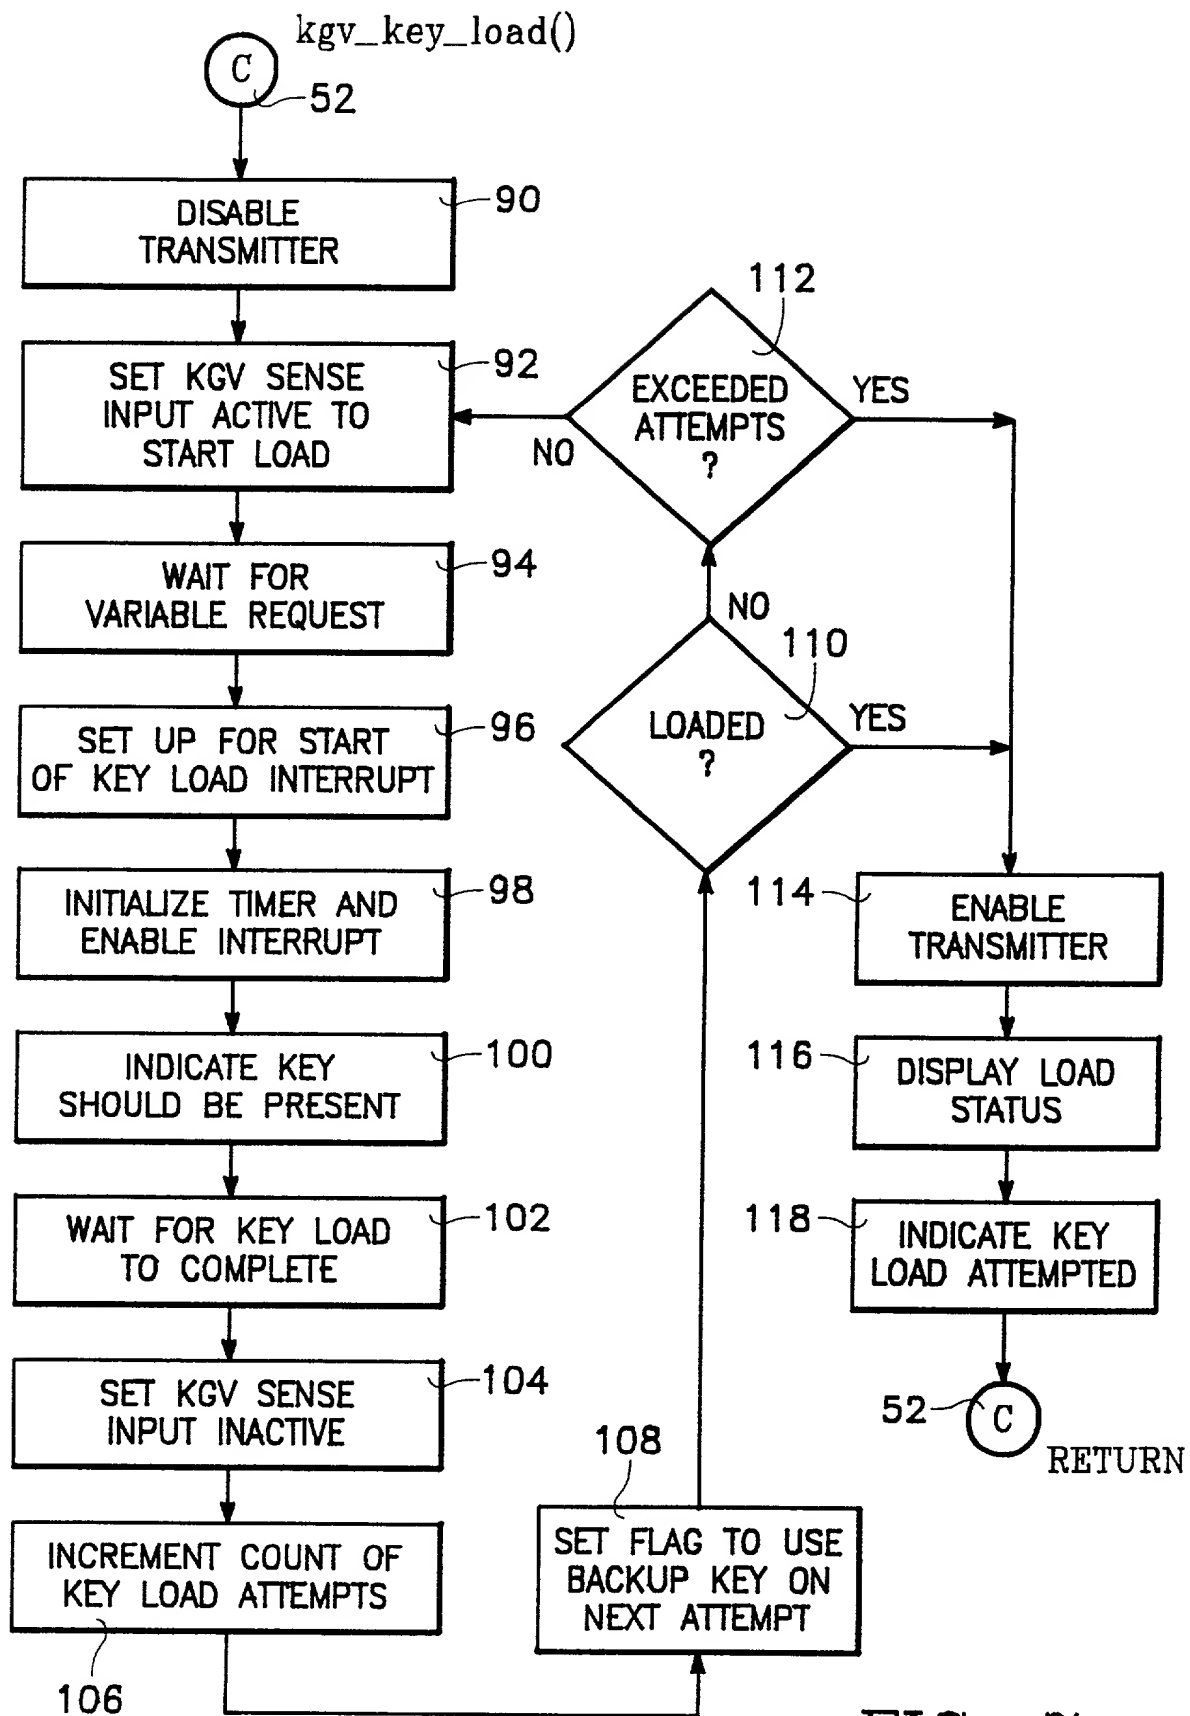 kgv_key_load()
C
52
DISABLE
TRANSMITTER
90
SET KGV SENSE
INPUT ACTIVE TO
START LOAD
92
WAIT FOR
VARIABLE REQUEST
94
SET UP FOR START
OF KEY LOAD INTERRUPT
96
INITIALIZE TIMER AND
ENABLE INTERRUPT
98
INDICATE KEY
SHOULD BE PRESENT
100
WAIT FOR KEY LOAD
TO COMPLETE
102
SET KGV SENSE
INPUT INACTIVE
104
INCREMENT COUNT OF
KEY LOAD ATTEMPTS
106
108
SET FLAG TO USE
BACKUP KEY ON
NEXT ATTEMPT
110
LOADED
?
YES
NO
112
EXCEEDED
ATTEMPTS
?
YES
NO
114
ENABLE
TRANSMITTER
116
DISPLAY LOAD
STATUS
118
INDICATE KEY
LOAD ATTEMPTED
52
C
RETURN